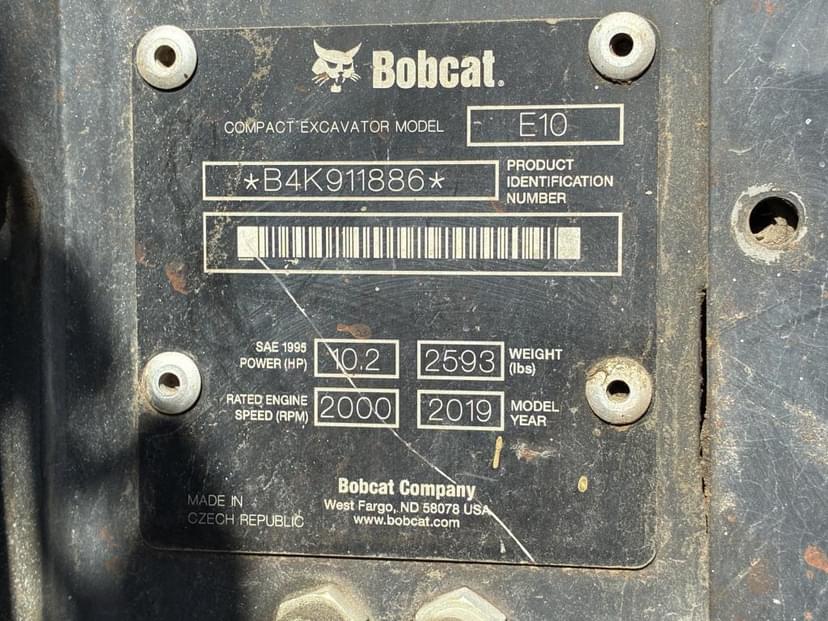 Bobcat®
COMPACT EXCAVATOR MODEL E10
*B4K911886* PRODUCT
IDENTIFICATION
NUMBER
SAE 1995
POWER (HP) 10.2 2593 WEIGHT
(lbs)
RATED ENGINE
SPEED (RPM) 2000 2019 MODEL
YEAR
Bobcat Company
West Fargo, ND 58078 USA
www.bobcat.com
MADE IN
CZECH REPUBLIC